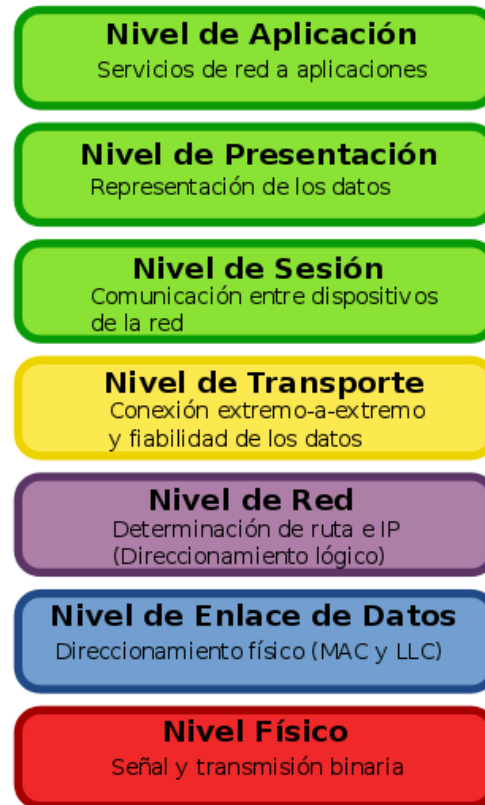 Nivel de Aplicación
Servicios de red a aplicaciones
Nivel de Presentación
Representación de los datos
Nivel de Sesión
Comunicación entre dispositivos
de la red
Nivel de Transporte
Conexión extremo-a-extremo
y fiabilidad de los datos
Nivel de Red
Determinación de ruta e IP
(Direccionamiento lógico)
Nivel de Enlace de Datos
Direccionamiento físico (MAC y LLC)
Nivel Físico
Señal y transmisión binaria